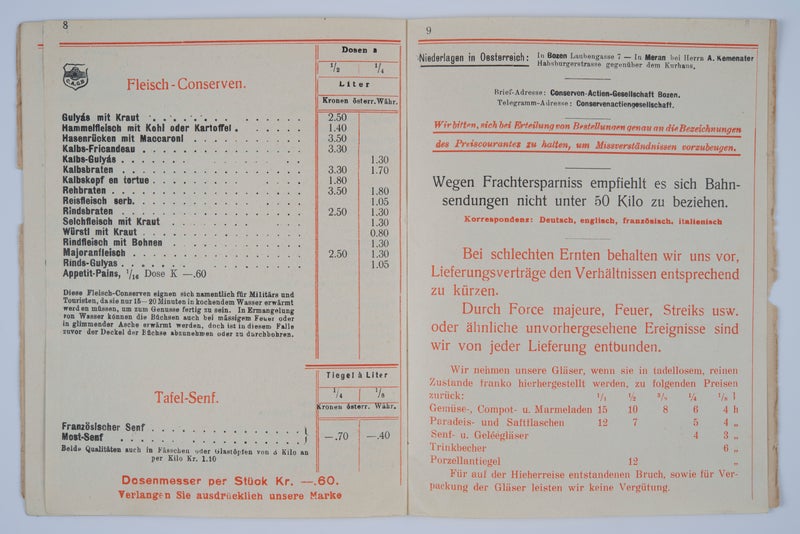 8
Dosen a
1/2 1/4
Liter
Kronen österr. Währ.
Fleisch-Conserven.
Gulyás mit Kraut 2.50
Hammelfleisch mit Kohl oder Kartoffel. 1.40
Hasenrücken mit Maccaroni 3.50
Kalbs-Fricandeau 3.30
Kalbs-Gulyás 1.30
Kalbsbraten 3.30 1.70
Kalbskopf en tortue 1.80
Rehbraten 3.50 1.80
Reisfleisch serb. 1.05
Rindsbraten 2.50 1.30
Selchfleisch mit Kraut 1.30
Würstl mit Kraut 0.80
Rindfleisch mit Bohnen 1.30
Majoranfleisch 2.50 1.30
Rinds-Gulyas 1.05
Appetit-Pains, 1/16 Dose K —.60
Diese Fleisch-Conserven eignen sich namentlich für Militärs und
Touristen, da sie nur 15—20 Minuten in kochendem Wasser erwärmt
werden müssen, um zum Genusse fertig zu sein. In Ermangelung
von Wasser können die Büchsen auch bei mässigem Feuer oder
in glimmender Asche erwärmt werden, doch ist in diesem Falle
zuvor der Deckel der Büchse abzunehmen oder zu durchbohren.
Tiegel à Liter
1/4 1/8
Kronen österr. Währ.
Tafel-Senf.
Französischer Senf
Most-Senf —.70 —.40
Beide Qualitäten auch in Fässchen oder Glastöpfen von 5 Kilo an
per Kilo Kr. 1.10
Dosenmesser per Stück Kr. —.60.
Verlangen Sie ausdrücklich unsere Marke
9
Niederlagen in Oesterreich: In Bozen Laubengasse 7 — In Meran bei Herrn A. Kemenater
Habsburgerstrasse gegenüber dem Kurhaus.
Brief-Adresse: Conserven-Actien-Gesellschaft Bozen.
Telegramm-Adresse: Conservenactiengesellschaft.
Wir bitten, sich bei Erteilung von Bestellungen genau an die Bezeichnungen
des Preiscourantes zu halten, um Missverständnissen vorzubeugen.
Wegen Frachtersparniss empfiehlt es sich Bahn-
sendungen nicht unter 50 Kilo zu beziehen.
Korrespondenz: Deutsch, englisch, französisch, italienisch
Bei schlechten Ernten behalten wir uns vor,
Lieferungsverträge den Verhältnissen entsprechend
zu kürzen.
Durch Force majeure, Feuer, Streiks usw.
oder ähnliche unvorhergesehene Ereignisse sind
wir von jeder Lieferung entbunden.
Wir nehmen unsere Gläser, wenn sie in tadellosem, reinen
Zustande franko hierhergestellt werden, zu folgenden Preisen
zurück: 1/1 1/2 3/8 1/4 1/8 l
Gemüse-, Compot- u. Marmeladen 15 10 8 6 4 h
Paradeis- und Saftflaschen 12 7 5 4 „
Senf- u. Geléegläser 4 3 „
Trinkbecher 6 „
Porzellantiegel 12 „
Für auf der Hieherreise entstandenen Bruch, sowie für Ver-
packung der Gläser leisten wir keine Vergütung.